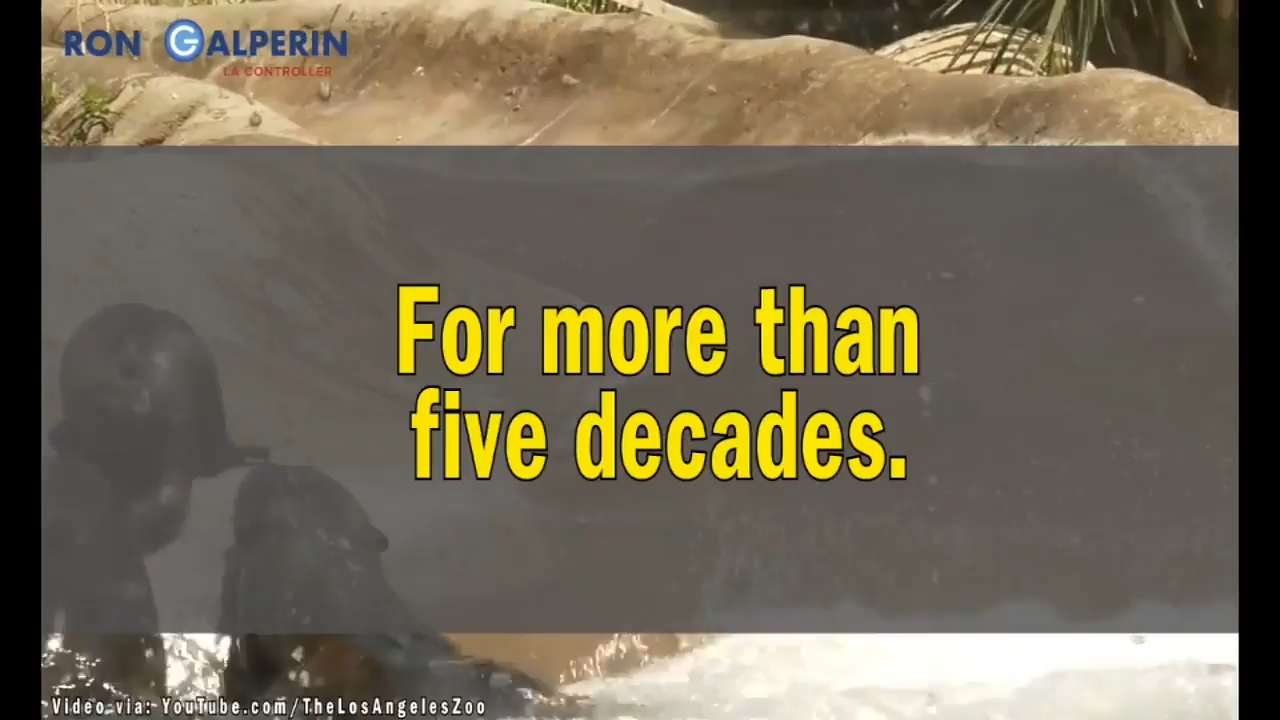 RON GALPERIN
LA CONTROLLER
For more than
five decades.
Video via: YouTube.com/TheLosAngelesZoo